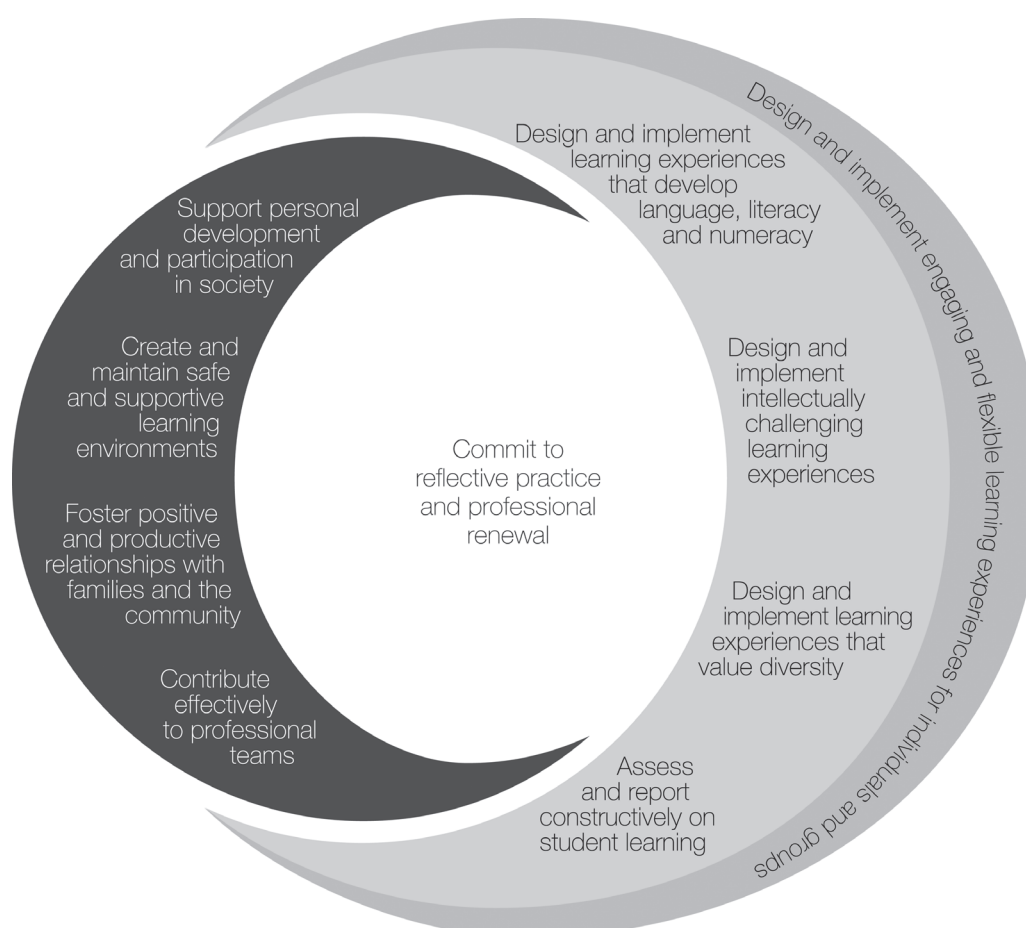 Support personal
development
and participation
in society
Create and
maintain safe
and supportive
learning
environments
Foster positive
and productive
relationships with
families and the
community
Contribute
effectively
to professional
teams
Commit to
reflective practice
and professional
renewal
Design and implement
learning experiences
that develop
language, literacy
and numeracy
Design and
implement
intellectually
challenging
learning
experiences
Design and
implement learning
experiences that
value diversity
Assess
and report
constructively on
student learning
Design and implement engaging and flexible learning experiences for individuals and groups